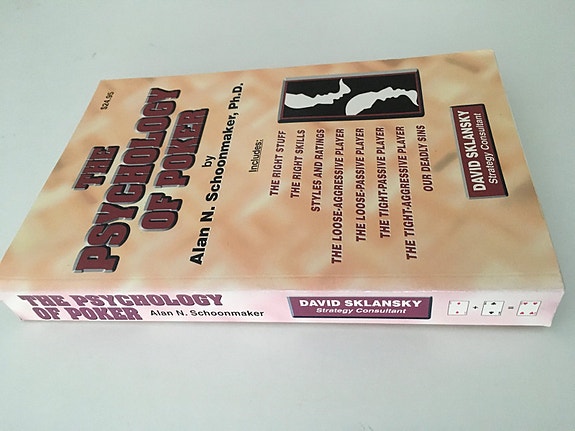 $24.95
THE
PSYCHOLOGY
OF POKER
by
Alan N. Schoonmaker, Ph.D.
Includes:
THE RIGHT STUFF
THE RIGHT SKILLS
STYLES AND RATINGS
THE LOOSE-AGGRESSIVE PLAYER
THE LOOSE-PASSIVE PLAYER
THE TIGHT-PASSIVE PLAYER
THE TIGHT-AGGRESSIVE PLAYER
OUR DEADLY SINS
DAVID SKLANSKY
Strategy Consultant
THE PSYCHOLOGY
OF POKER
Alan N. Schoonmaker
DAVID SKLANSKY
Strategy Consultant
+ =